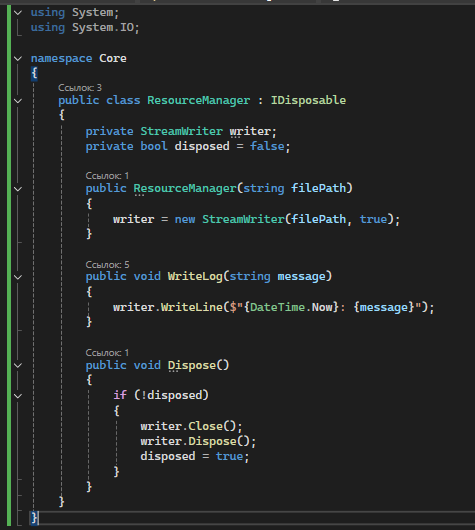 using System;
using System.IO;
namespace Core
{
Ссылок: 3
public class ResourceManager : IDisposable
{
private StreamWriter writer;
private bool disposed = false;
Ссылок: 1
public ResourceManager(string filePath)
{
writer = new StreamWriter(filePath, true);
}
Ссылок: 5
public void WriteLog(string message)
{
writer.WriteLine($"{DateTime.Now}: {message}");
}
Ссылок: 1
public void Dispose()
{
if (!disposed)
{
writer.Close();
writer.Dispose();
disposed = true;
}
}
}
}